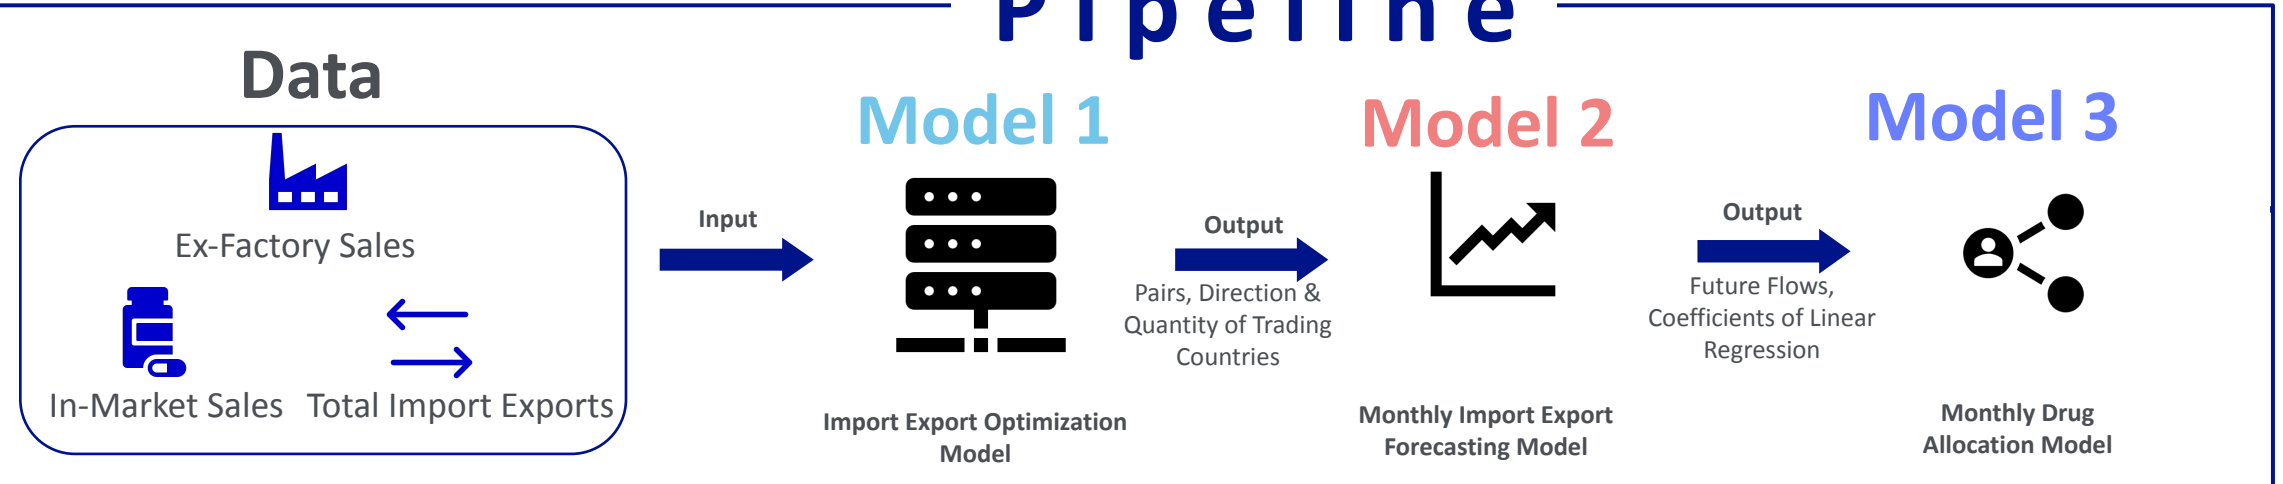 Pipeline
Data
Ex-Factory Sales
In-Market Sales
Total Import Exports
Input
Model 1
Import Export Optimization
Model
Output
Pairs, Direction &
Quantity of Trading
Countries
Model 2
Monthly Import Export
Forecasting Model
Output
Future Flows,
Coefficients of Linear
Regression
Model 3
Monthly Drug
Allocation Model